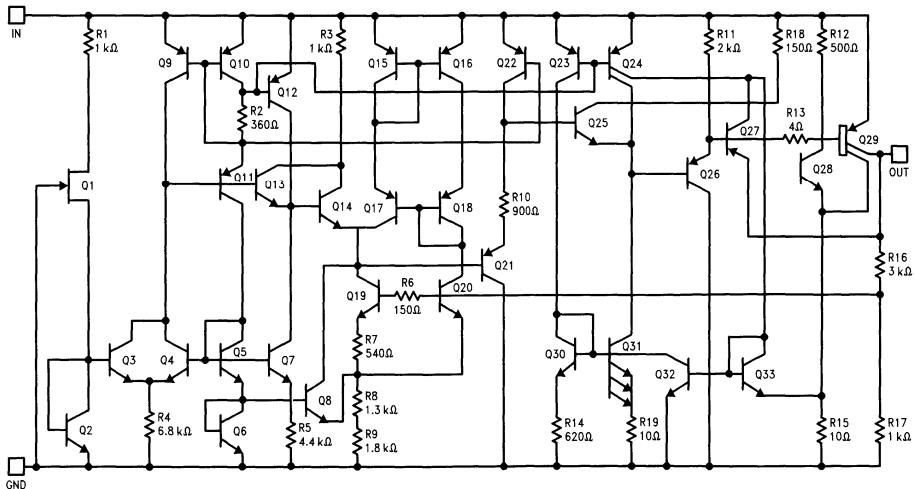 IN
R1
1 kΩ
Q9
Q10
Q12
R3
1 kΩ
Q15
Q16
Q22
Q23
Q24
R11
2 kΩ
R18
150Ω
R12
500Ω
R2
360Ω
Q25
R13
4Ω
Q27
Q29
OUT
Q1
Q11
Q13
Q14
Q17
Q18
R10
900Ω
Q26
Q28
Q21
R16
3 kΩ
Q19
R6
150Ω
Q20
Q3
Q4
Q5
Q7
R7
540Ω
Q30
Q31
Q32
Q33
Q8
R8
1.3 kΩ
Q2
R4
6.8 kΩ
Q6
R5
4.4 kΩ
R9
1.8 kΩ
R14
620Ω
R19
10Ω
R15
10Ω
R17
1 kΩ
GND